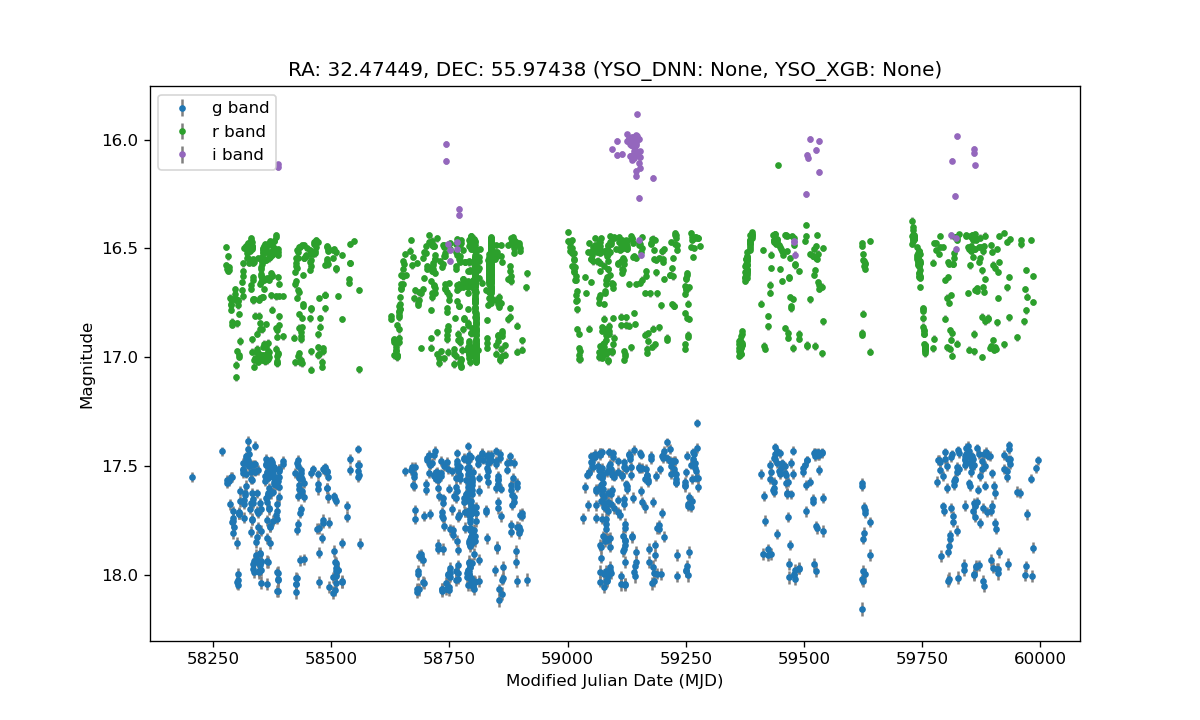 RA: 32.47449, DEC: 55.97438 (YSO_DNN: None, YSO_XGB: None)
g band
r band
i band
16.0
16.5
17.0
17.5
18.0
Magnitude
58250 58500 58750 59000 59250 59500 59750 60000
Modified Julian Date (MJD)